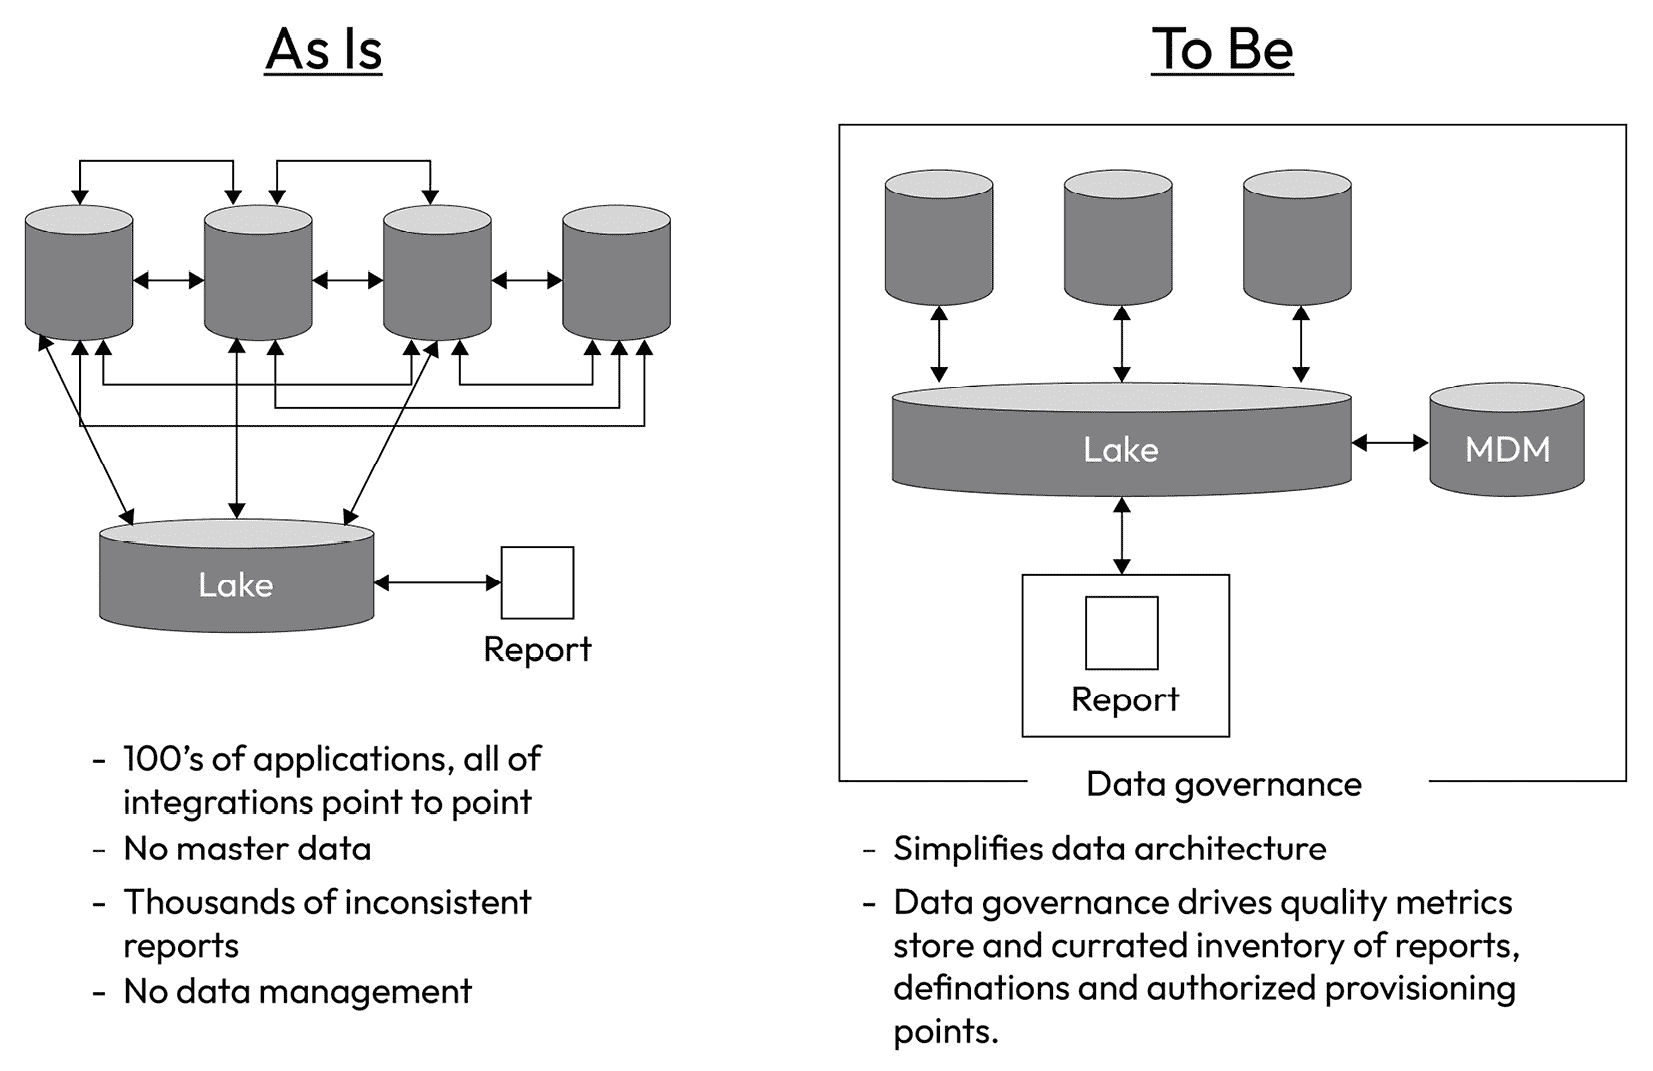 As Is
Lake
Report
- 100’s of applications, all of
integrations point to point
- No master data
- Thousands of inconsistent
reports
- No data management
To Be
Lake
MDM
Report
Data governance
- Simplifies data architecture
- Data governance drives quality metrics
store and currated inventory of reports,
definations and authorized provisioning
points.